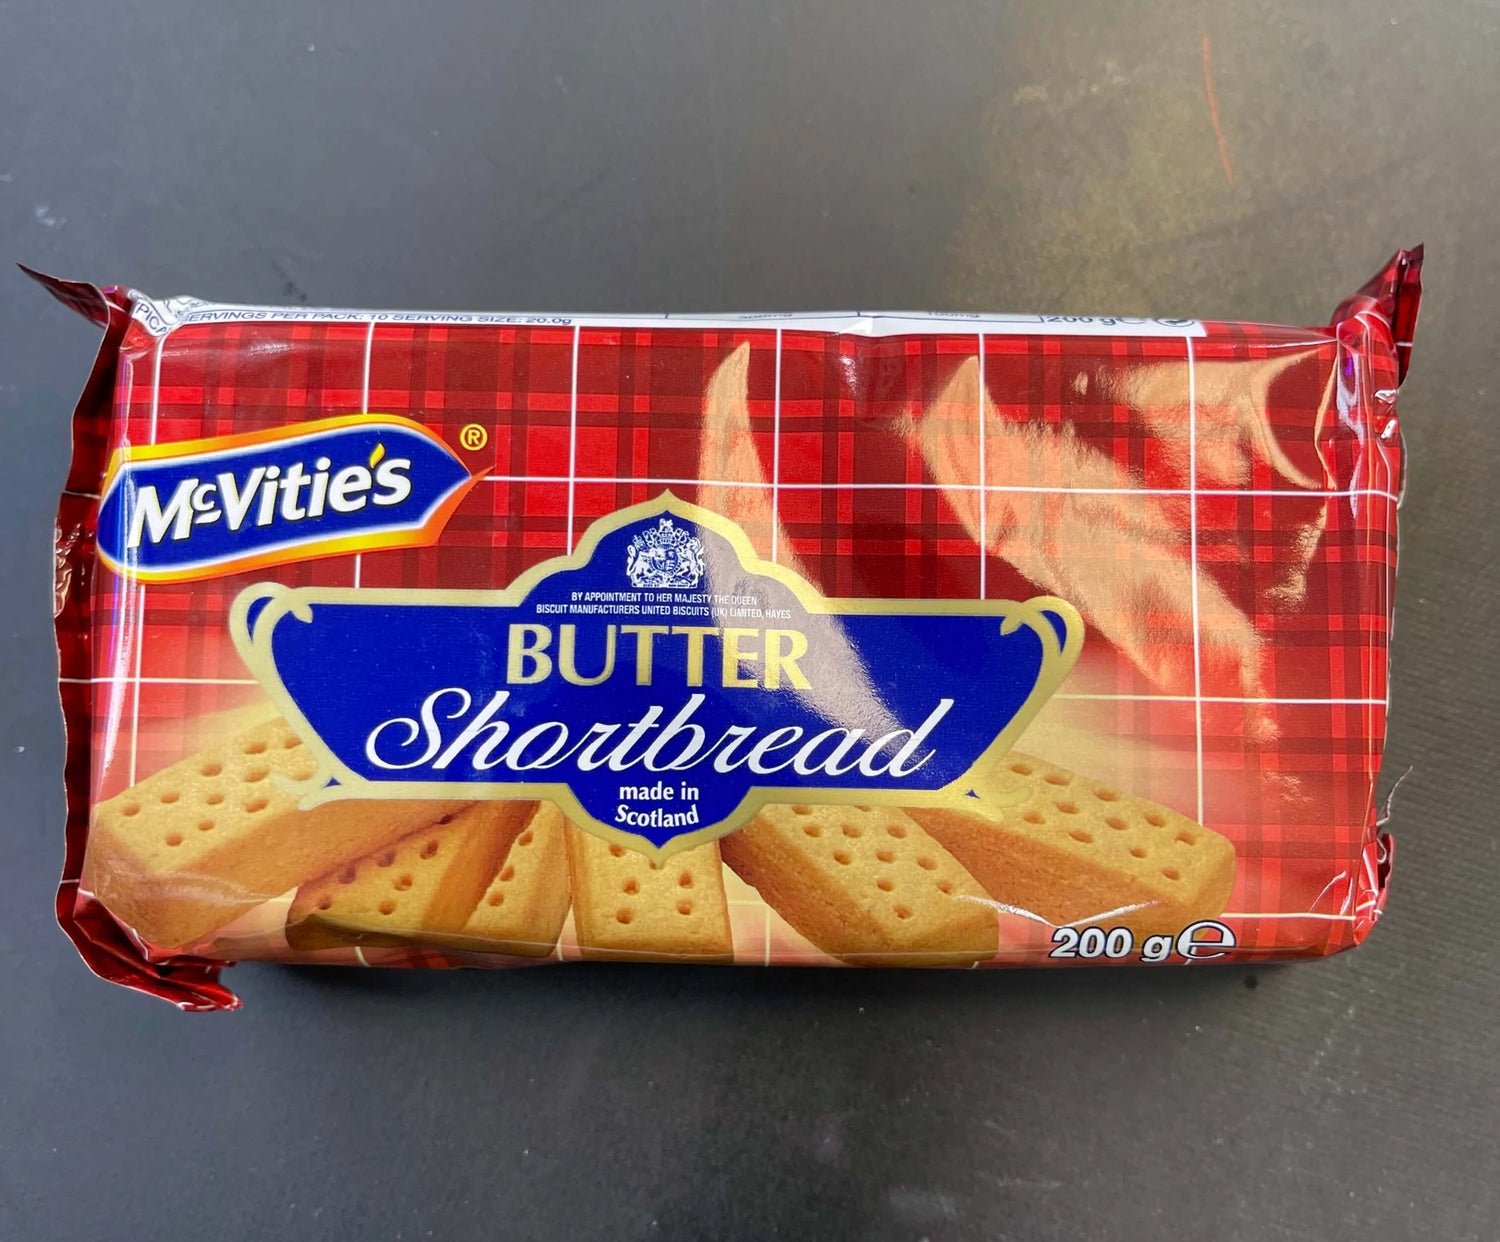 SERVINGS PER PACK: 10 SERVING SIZE: 20.0g
200 g
McVitie's ®
BY APPOINTMENT TO HER MAJESTY THE QUEEN
BISCUIT MANUFACTURERS UNITED BISCUITS (UK) LIMITED, HAYES
BUTTER
Shortbread
made in
Scotland
200 g ℮